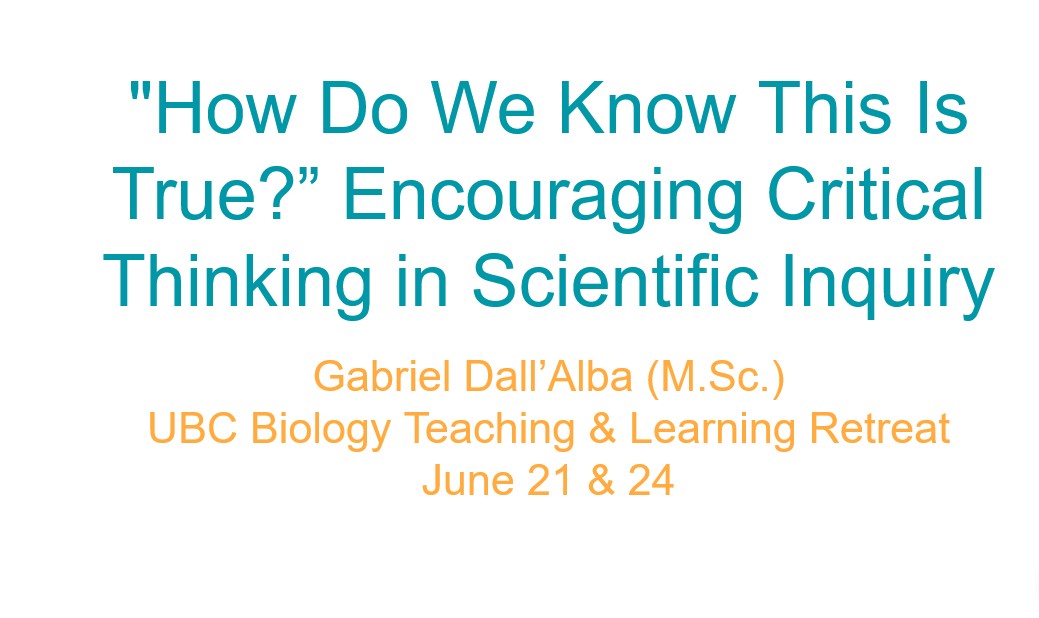 "How Do We Know This Is
True?” Encouraging Critical
Thinking in Scientific Inquiry
Gabriel Dall’Alba (M.Sc.)
UBC Biology Teaching & Learning Retreat
June 21 & 24